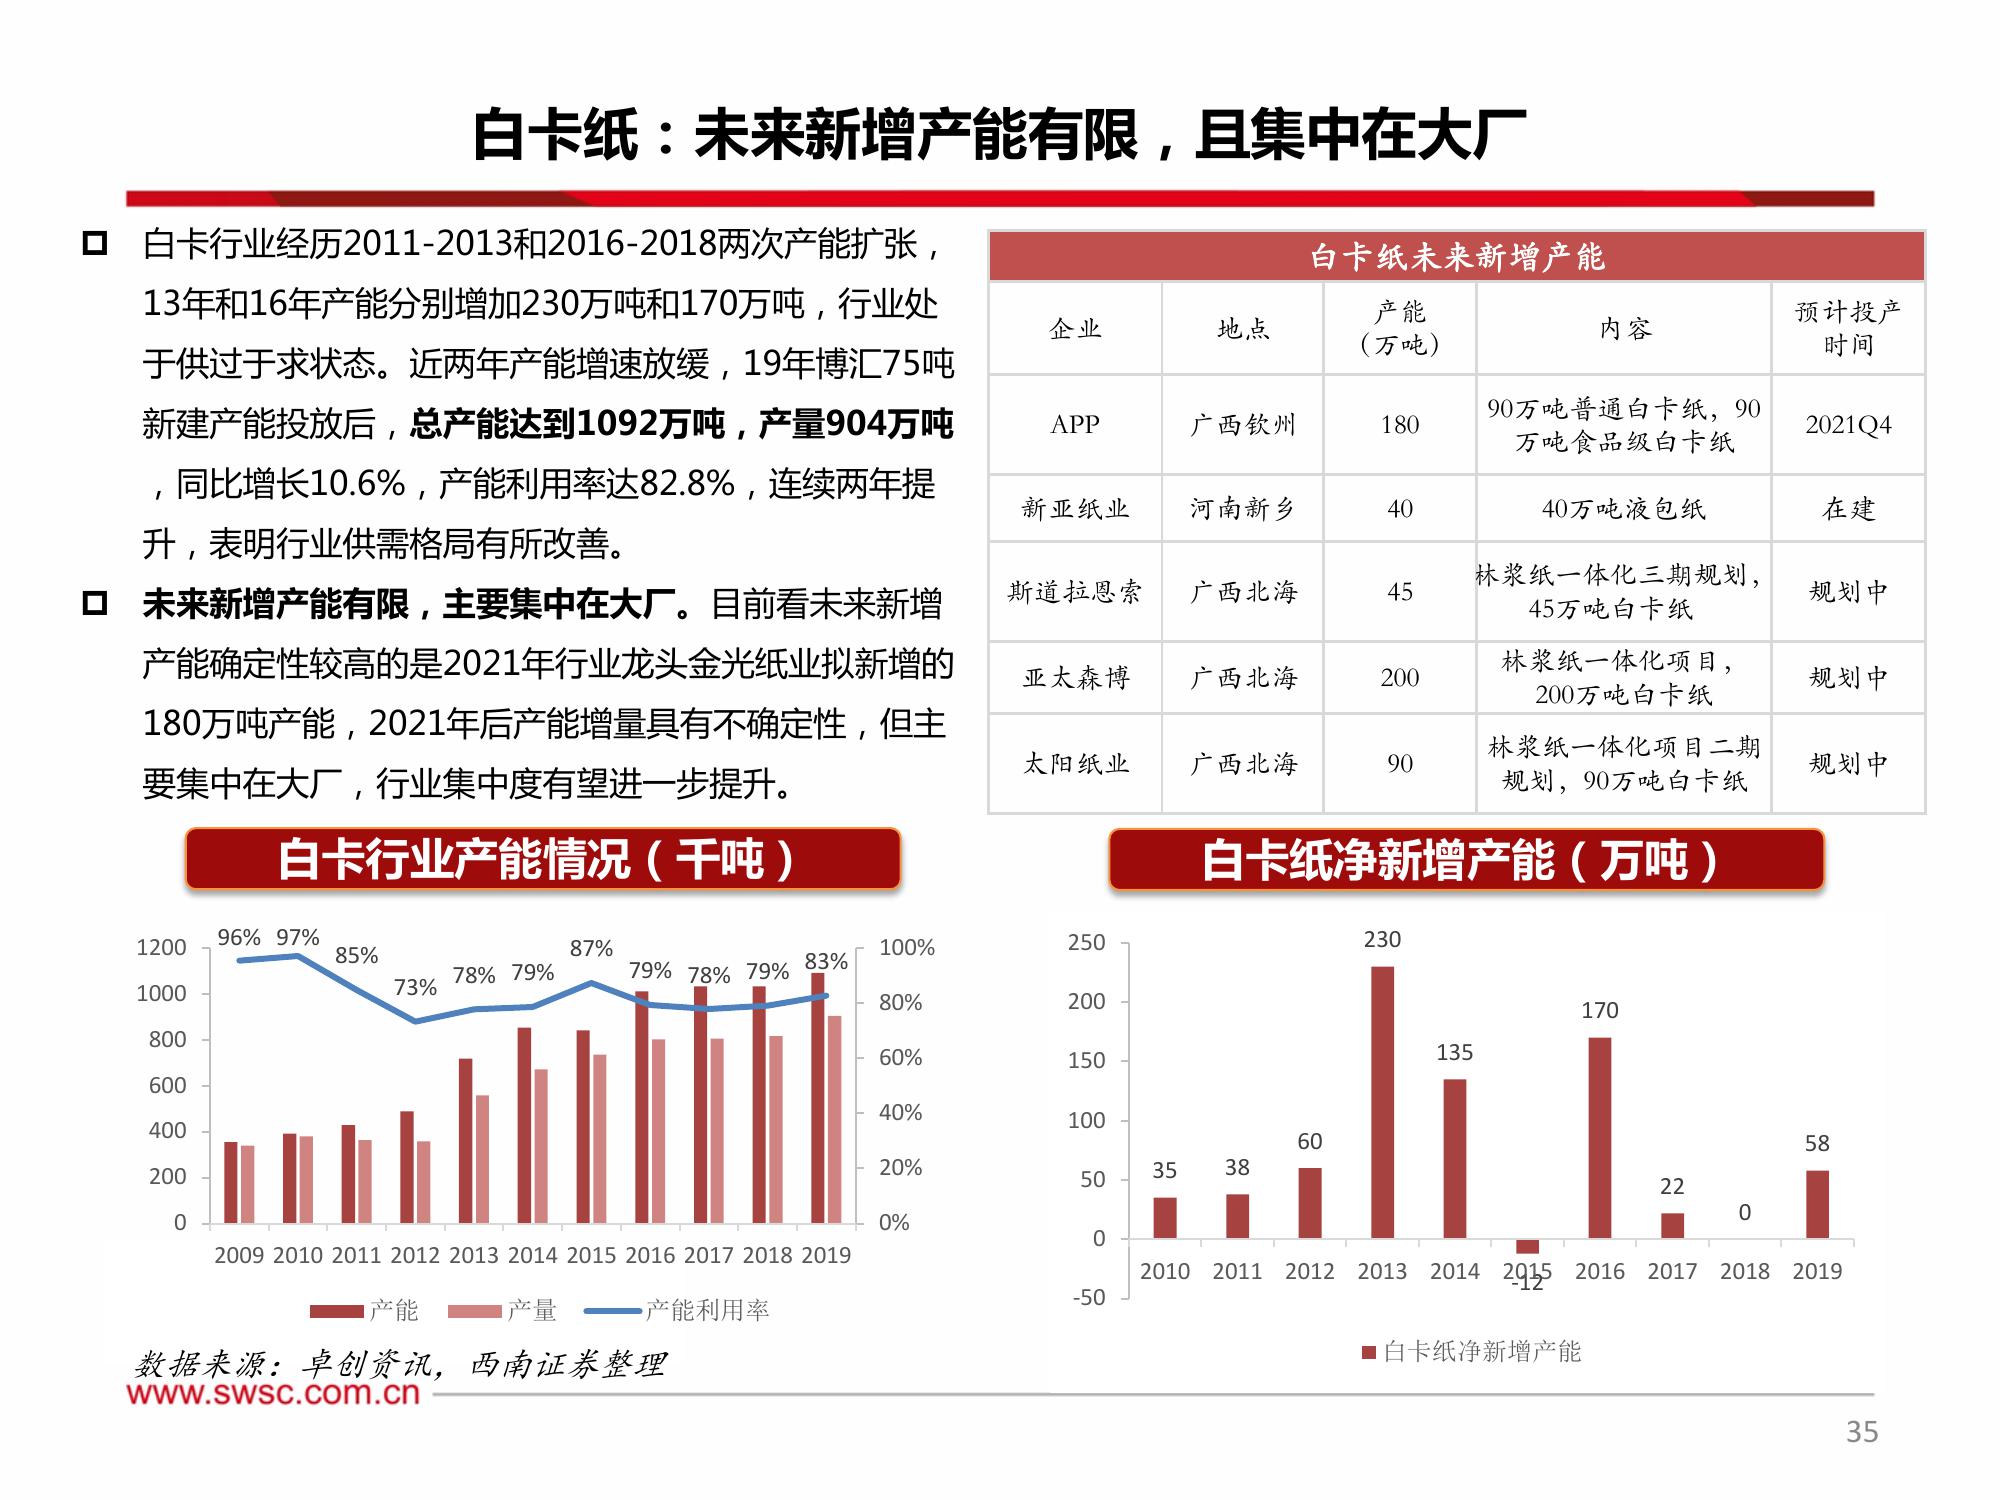 白卡纸：未来新增产能有限，且集中在大厂
白卡行业经历2011-2013和2016-2018两次产能扩张，
13年和16年产能分别增加230万吨和170万吨，行业处
于供过于求状态。近两年产能增速放缓，19年博汇75吨
新建产能投放后，总产能达到1092万吨，产量904万吨
，同比增长10.6%，产能利用率达82.8%，连续两年提
升，表明行业供需格局有所改善。
未来新增产能有限，主要集中在大厂。目前看未来新增
产能确定性较高的是2021年行业龙头金光纸业拟新增的
180万吨产能，2021年后产能增量具有不确定性，但主
要集中在大厂，行业集中度有望进一步提升。
白卡纸未来新增产能
企业 地点 产能（万吨） 内容 预计投产时间
APP 广西钦州 180 90万吨普通白卡纸，90万吨食品级白卡纸 2021Q4
新亚纸业 河南新乡 40 40万吨液包纸 在建
斯道拉恩索 广西北海 45 林浆纸一体化三期规划，45万吨白卡纸 规划中
亚太森博 广西北海 200 林浆纸一体化项目，200万吨白卡纸 规划中
太阳纸业 广西北海 90 林浆纸一体化项目二期规划，90万吨白卡纸 规划中
白卡行业产能情况（千吨）
1200
1000
800
600
400
200
0
96% 97% 85% 73% 78% 79% 87% 79% 78% 79% 83%
100%
80%
60%
40%
20%
0%
2009 2010 2011 2012 2013 2014 2015 2016 2017 2018 2019
产能 产量 产能利用率
白卡纸净新增产能（万吨）
250
200
150
100
50
0
-50
35 38 60 230 135 -12 170 22 0 58
2010 2011 2012 2013 2014 2015 2016 2017 2018 2019
白卡纸净新增产能
数据来源：卓创资讯，西南证券整理
www.swsc.com.cn
35